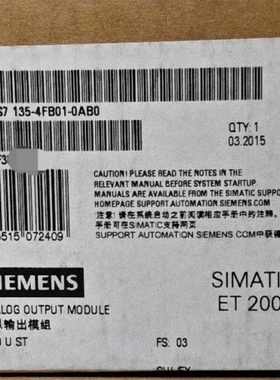 S7 135-4FB01-0AB0
QTY: 1
03.2015
CAUTION! PLEASE READ THE NOTES IN THE
RELEVANT MANUAL BEFORE SYSTEM STARTUP
MANUALS ARE AVAILABLE FROM THE SIMATIC SUPPO
HOMEPAGE SUPPORT.AUTOMATION.SIEMENS.COM
注意! 请在系统启动之前阅读相应手册中的注释。
手册可从SIMATIC支持网页
SUPPORT.AUTOMATION.SIEMENS.COM中获得
5515 072409
SIEMENS
SIMATI
ET 200
ALOG OUTPUT MODULE
以输出模组
O U ST
FS: 03